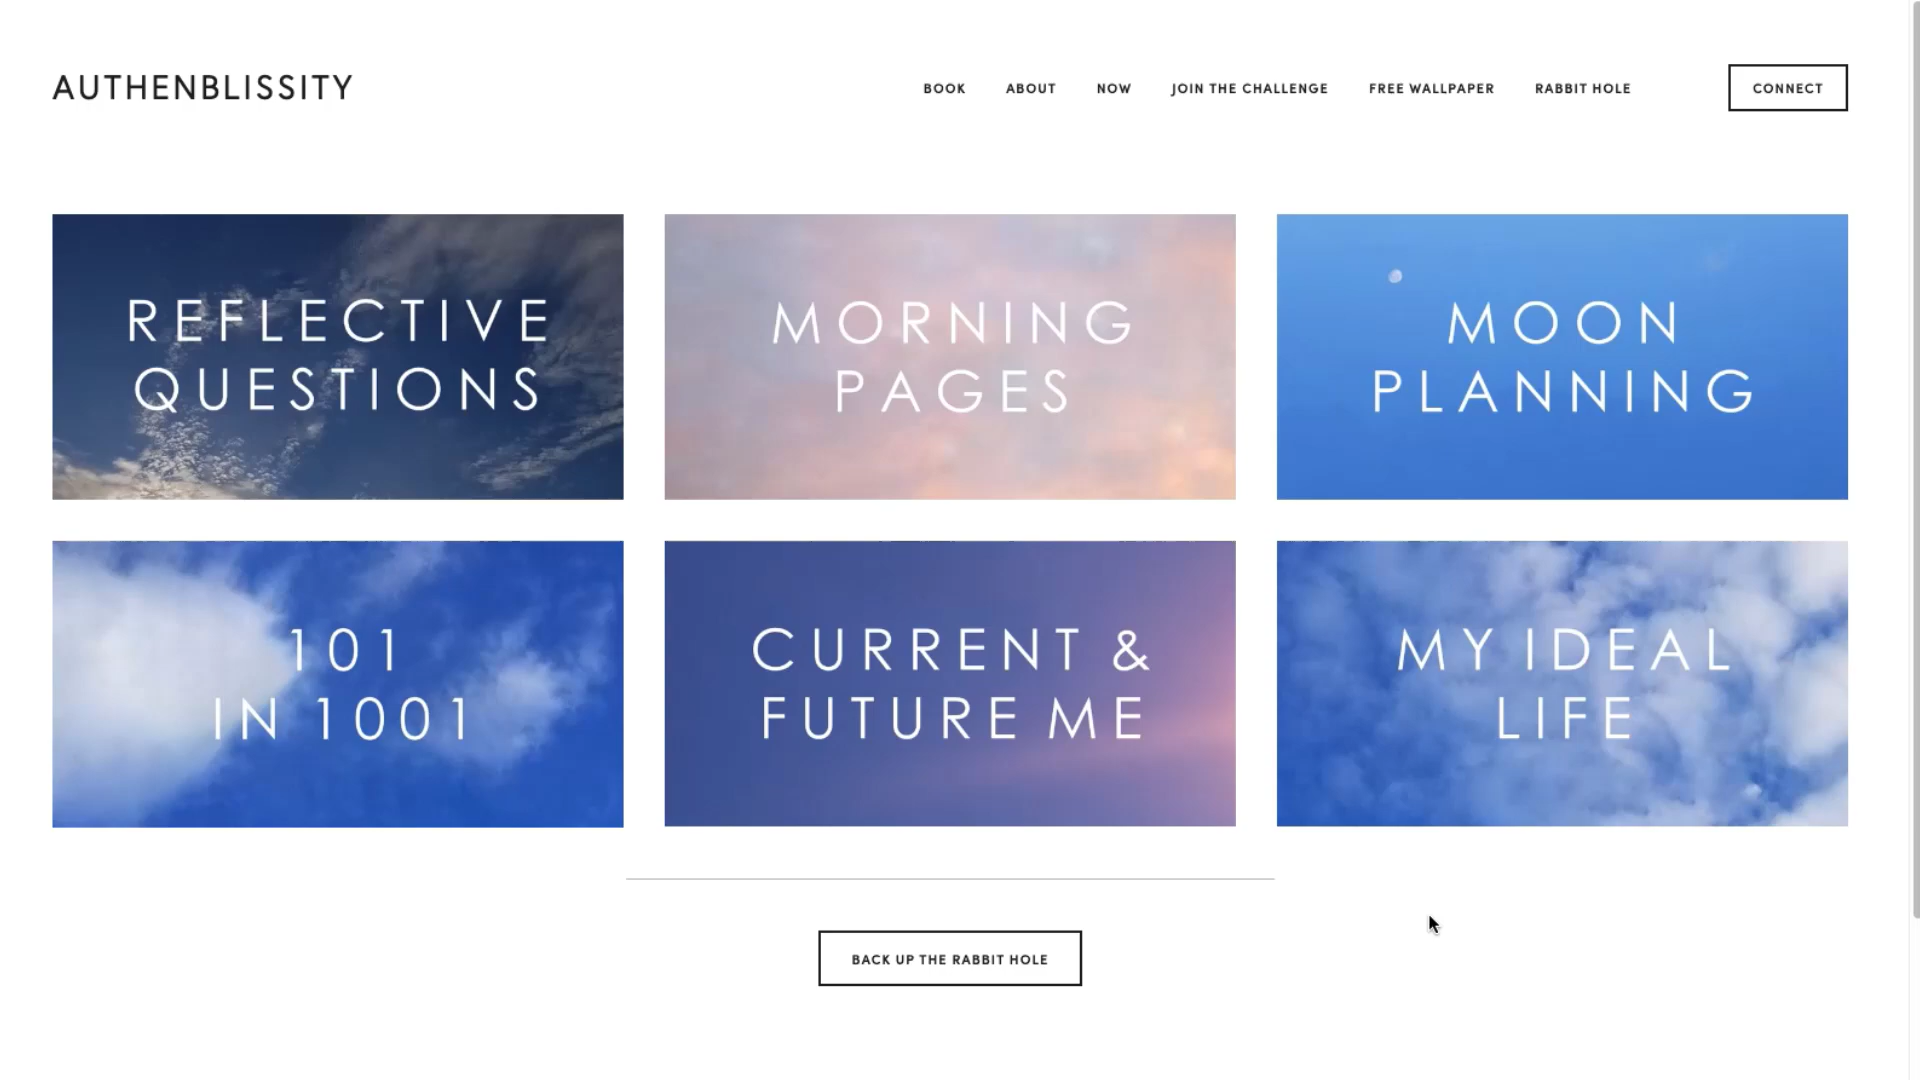 AUTHENBLISSITY
BOOK ABOUT NOW JOIN THE CHALLENGE FREE WALLPAPER RABBIT HOLE CONNECT
REFLECTIVE
QUESTIONS
MORNING
PAGES
MOON
PLANNING
101
IN 1001
CURRENT &
FUTURE ME
MY IDEAL
LIFE
BACK UP THE RABBIT HOLE